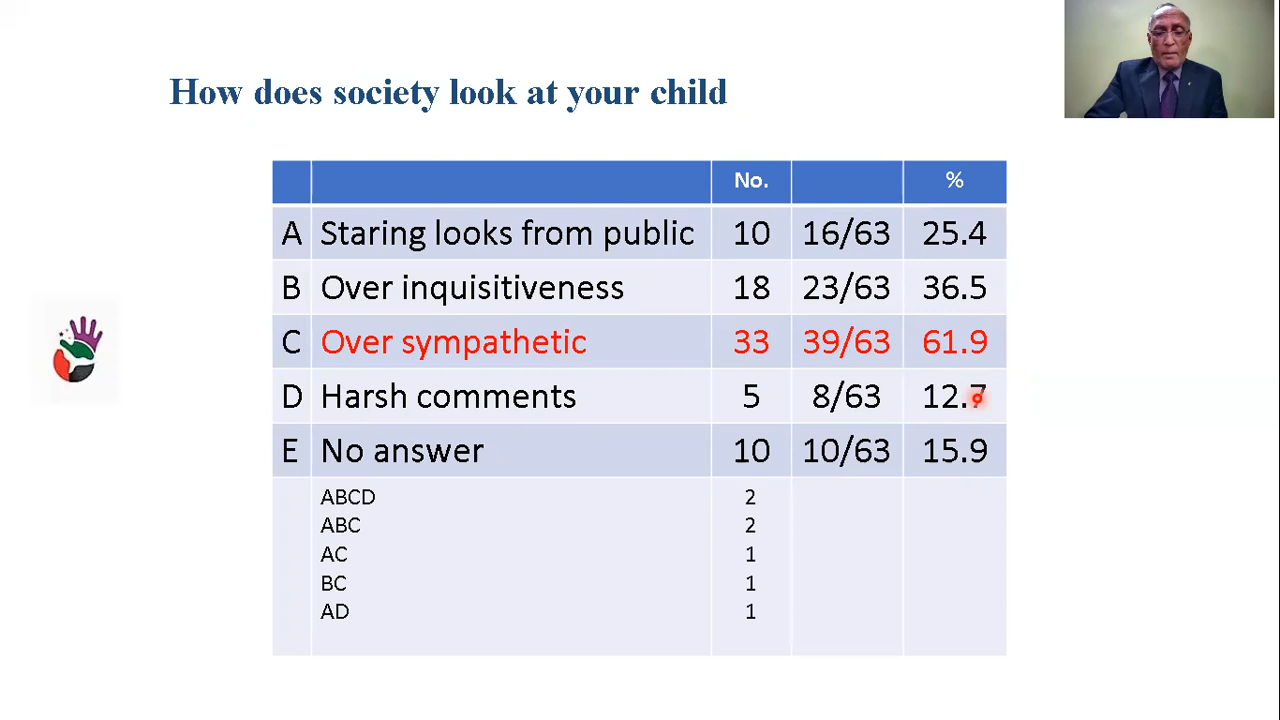 How does society look at your child
No. %
A Staring looks from public 10 16/63 25.4
B Over inquisitiveness 18 23/63 36.5
C Over sympathetic 33 39/63 61.9
D Harsh comments 5 8/63 12.7
E No answer 10 10/63 15.9
ABCD 2
ABC 2
AC 1
BC 1
AD 1